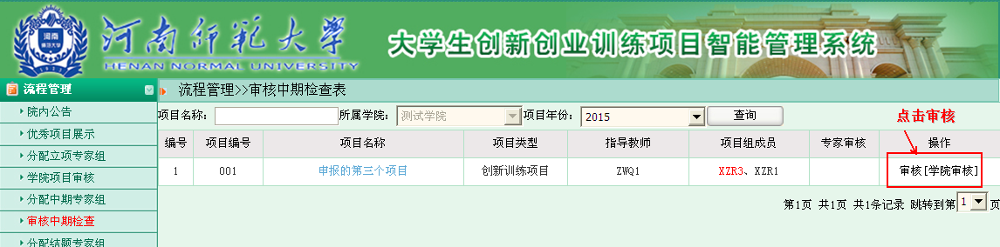 河南师范大学
HENAN NORMAL UNIVERSITY
大学生创新创业训练项目智能管理系统
流程管理
院内公告
优秀项目展示
分配立项专家组
学院项目审核
分配中期专家组
审核中期检查
分配结题专家组
流程管理>>审核中期检查表
项目名称： 所属学院： 测试学院 项目年份： 2015 查询
点击审核
编号 项目编号 项目名称 项目类型 指导教师 项目组成员 专家审核 操作
1 001 申报的第三个项目 创新训练项目 ZWQ1 XZR3、XZR1 审核[学院审核]
第1页 共1页 共1条记录 跳转到第 1 页